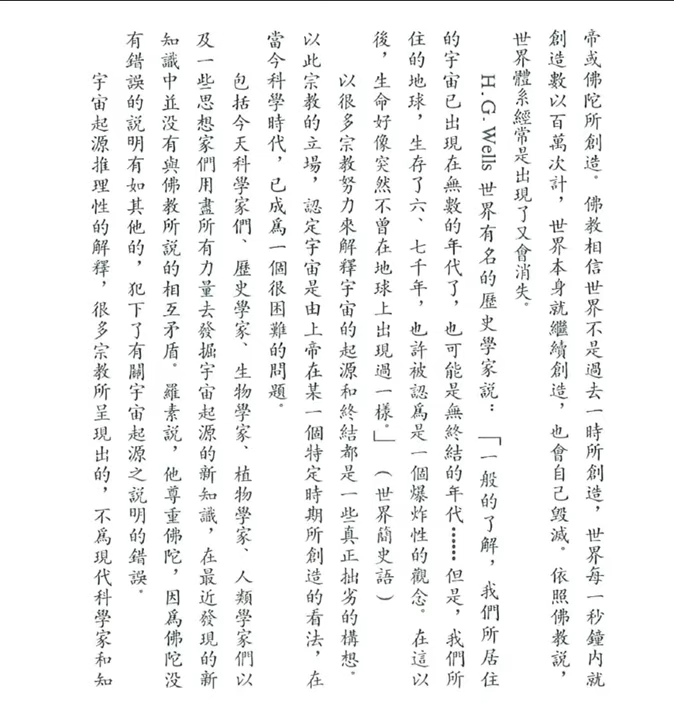 帝或佛陀所創造。佛教相信世界不是過去一時所創造，世界每一秒鐘內就
創造數以百萬次計，世界本身就繼續創造，也會自己毀滅。依照佛教說，
世界體系經常是出現了又會消失。
H.G.Wells 世界有名的歷史學家說：「一般的了解，我們所居住
的宇宙已出現在無數的年代了，也可能是無終結的年代……但是，我們所
住的地球，生存了六、七千年，也許被認爲是一個爆炸性的觀念。在這以
後，生命好像突然不曾在地球上出現過一樣。」（世界簡史語）
以很多宗教努力來解釋宇宙的起源和終結都是一些真正拙劣的構想。
以此宗教的立場，認定宇宙是由上帝在某一個特定時期所創造的看法，在
當今科學時代，已成爲一個很困難的問題。
包括今天科學家們、歷史學家、生物學家、植物學家、人類學家們以
及一些思想家們用盡所有力量去發掘宇宙起源的新知識，在最近發現的新
知識中並没有與佛教所說的相互矛盾。羅素説，他尊重佛陀，因爲佛陀没
有錯誤的説明有如其他的，犯下了有關宇宙起源之説明的錯誤。
宇宙起源推理性的解釋，很多宗教所呈現出的，不爲現代科學家和知